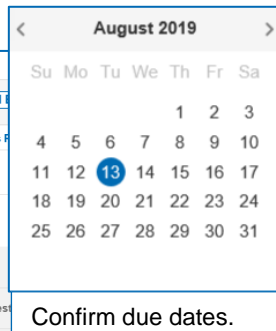 < August 2019 >
Su Mo Tu We Th Fr Sa
1 2 3
4 5 6 7 8 9 10
11 12 13 14 15 16 17
18 19 20 21 22 23 24
25 26 27 28 29 30 31
Confirm due dates.